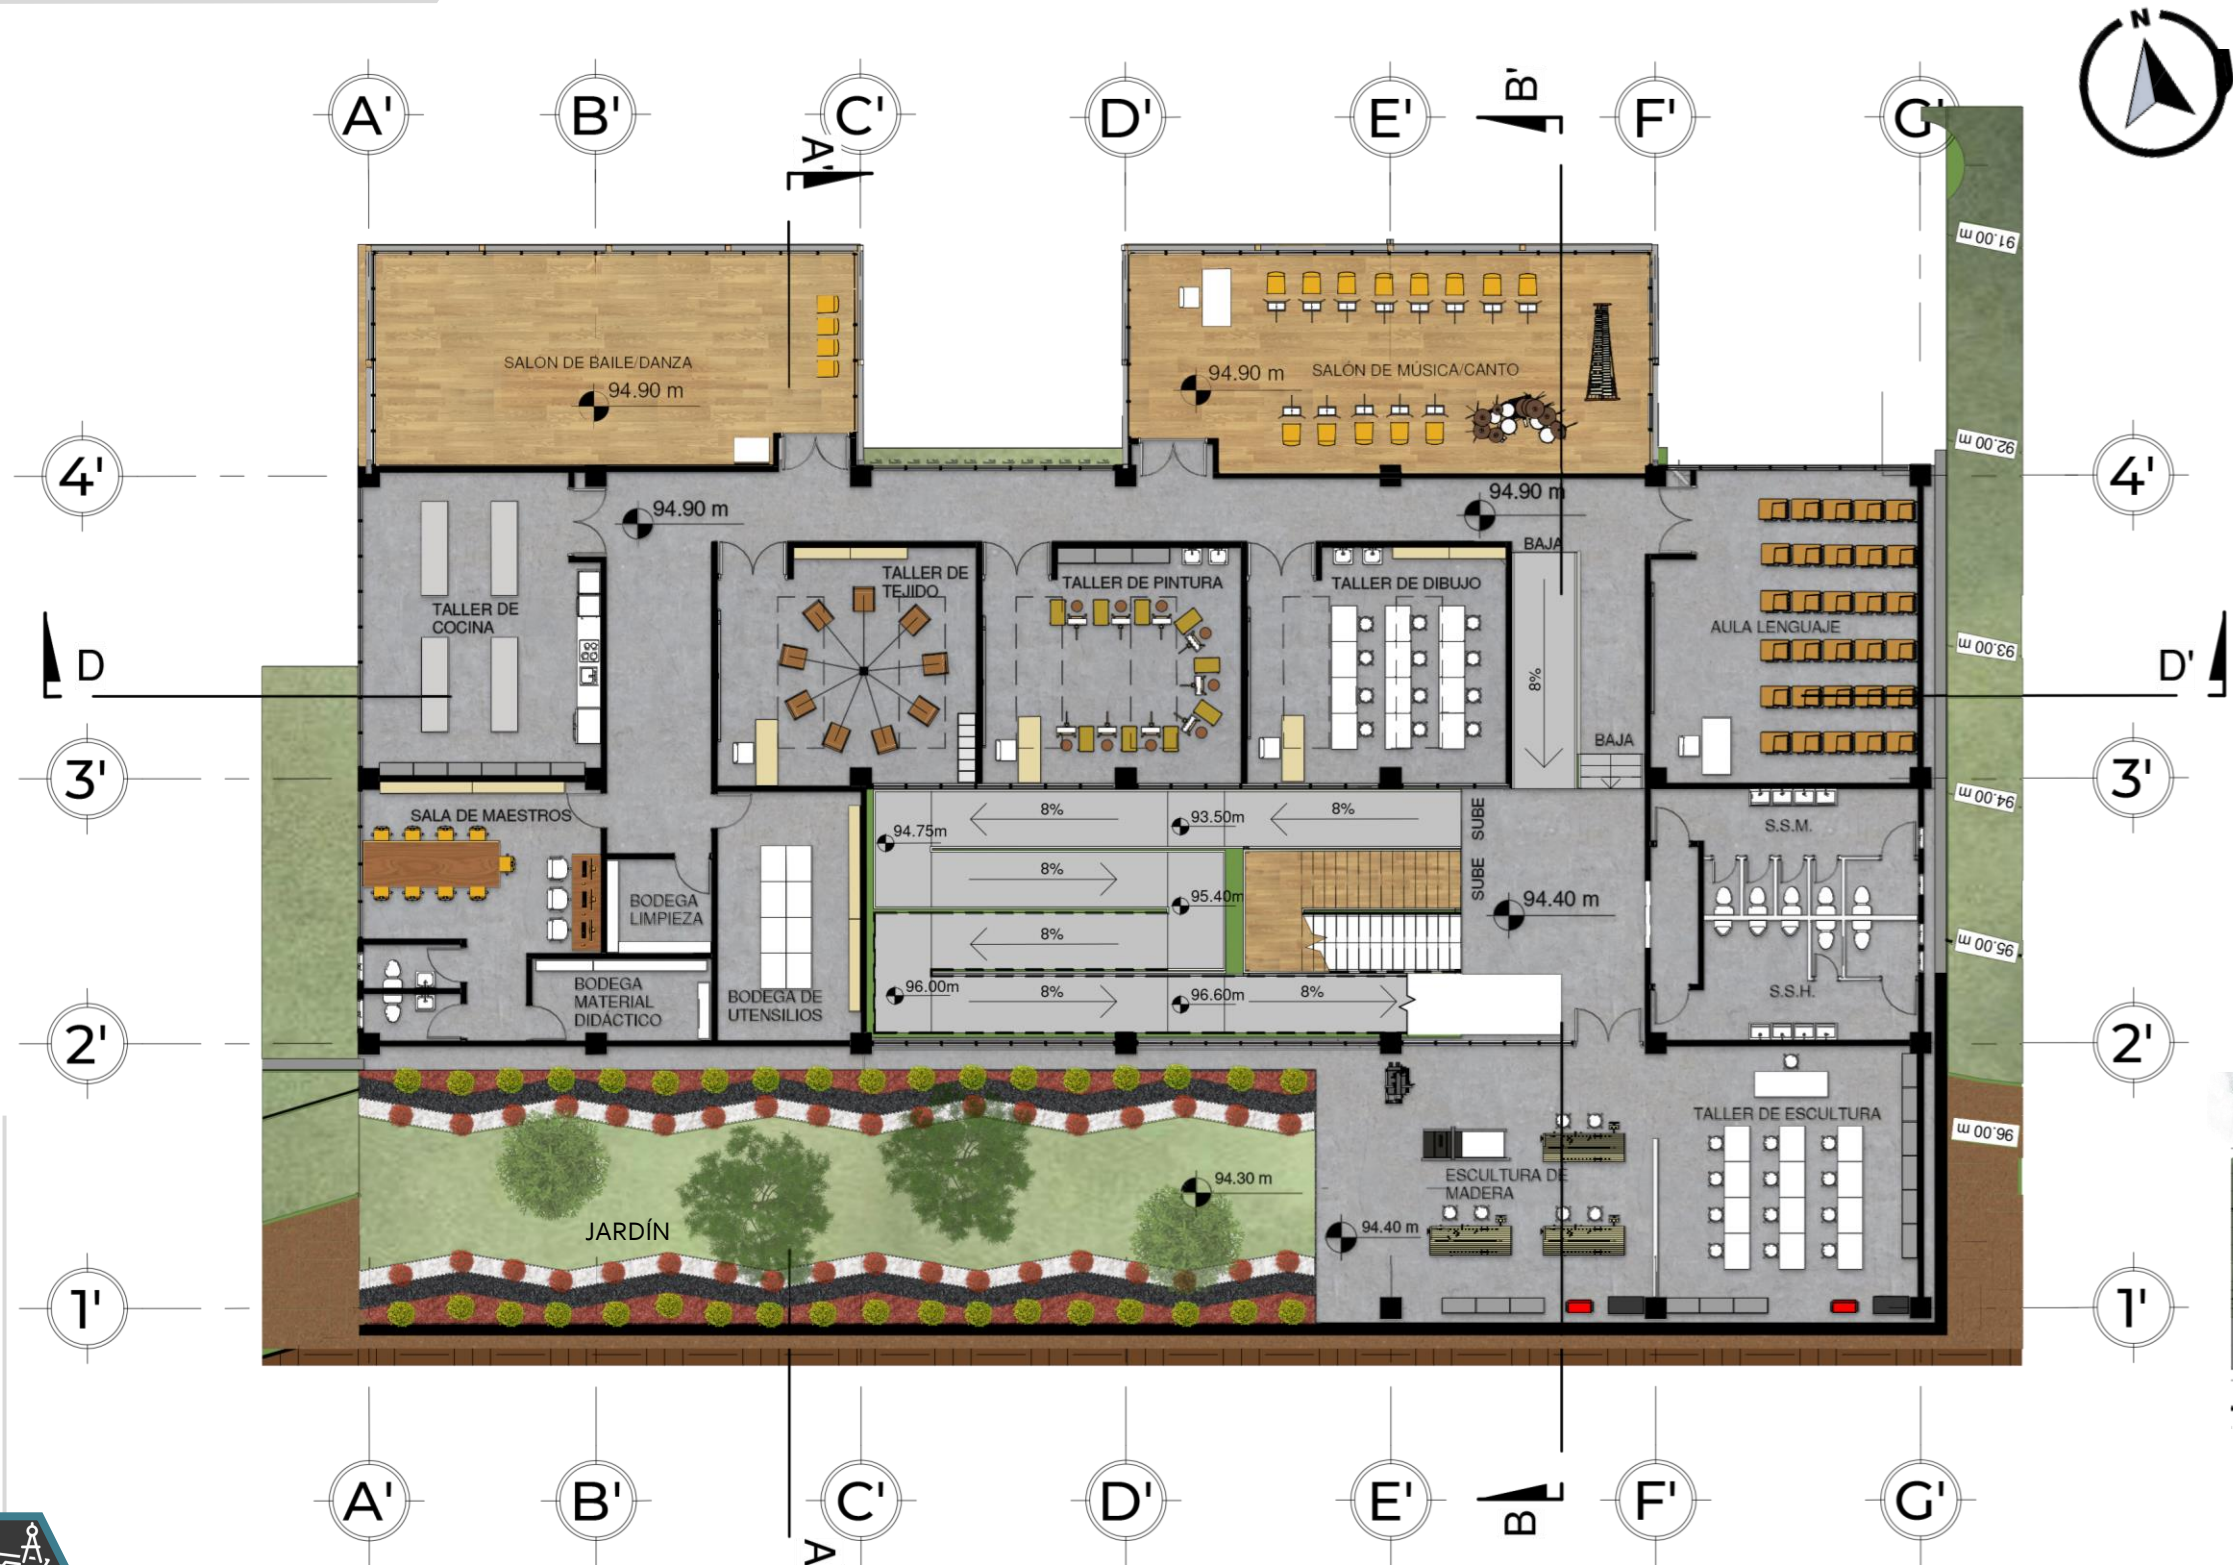 N
A'
B'
C'
D'
E'
B'
F'
G'
A'
91.00 m
SALON DE BAILE/DANZA
94.90 m
94.90 m
SALÓN DE MÚSICA/CANTO
92.00 m
4'
4'
94.90 m
94.90 m
BAJA
TALLER DE
COCINA
TALLER DE
TEJIDO
TALLER DE PINTURA
TALLER DE DIBUJO
AULA LENGUAJE
8%
93.00 m
D
D'
BAJA
3'
3'
94.00 m
SALA DE MAESTROS
94.75m
8%
93.50m
8%
SUBE
S.S.M.
8%
95.40m
SUBE
94.40 m
BODEGA
LIMPIEZA
8%
95.00 m
BODEGA
MATERIAL
DIDÁCTICO
BODEGA DE
UTENSILIOS
96.00m
8%
96.60m
8%
S.S.H.
2'
2'
TALLER DE ESCULTURA
96.00 m
94.30 m
ESCULTURA DE
MADERA
JARDÍN
94.40 m
1'
1'
A'
B'
C'
D'
E'
F'
G'
A
B